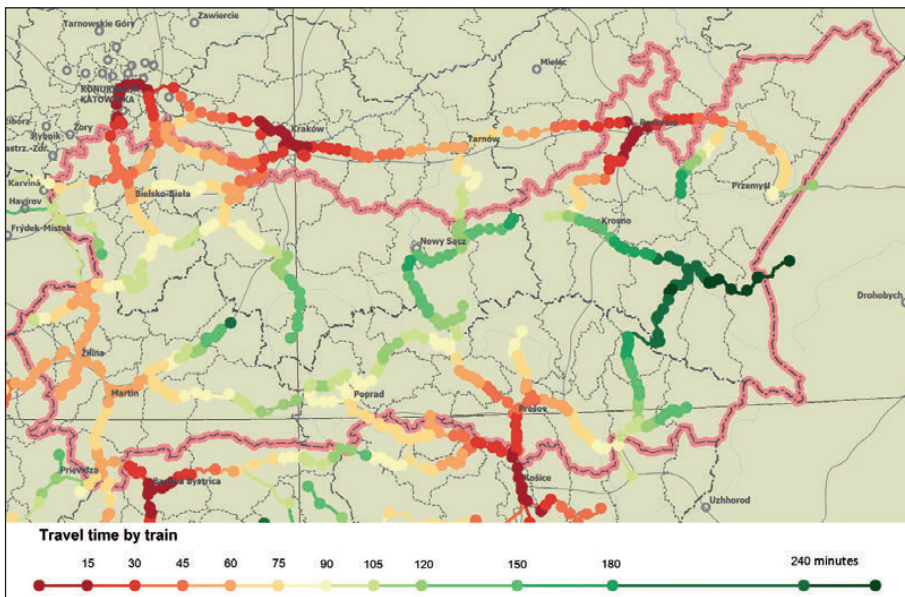 Zawiercie
Tarnowskie Góry
Mielec
KATOWICKA
Kraków
Rybnik
Żory
Jastrz.-Zdr.
Tarnów
Karviná
Bielsko-Biała
Przemyśl
Havířov
Krosno
Frýdek-Místek
Nowy Sącz
Drohobych
Žilina
Martin
Poprad
Prešov
Prievidza
Banská Bystrica
Košice
Uzhhorod
Travel time by train
15 30 45 60 75 90 105 120 150 180 240 minutes